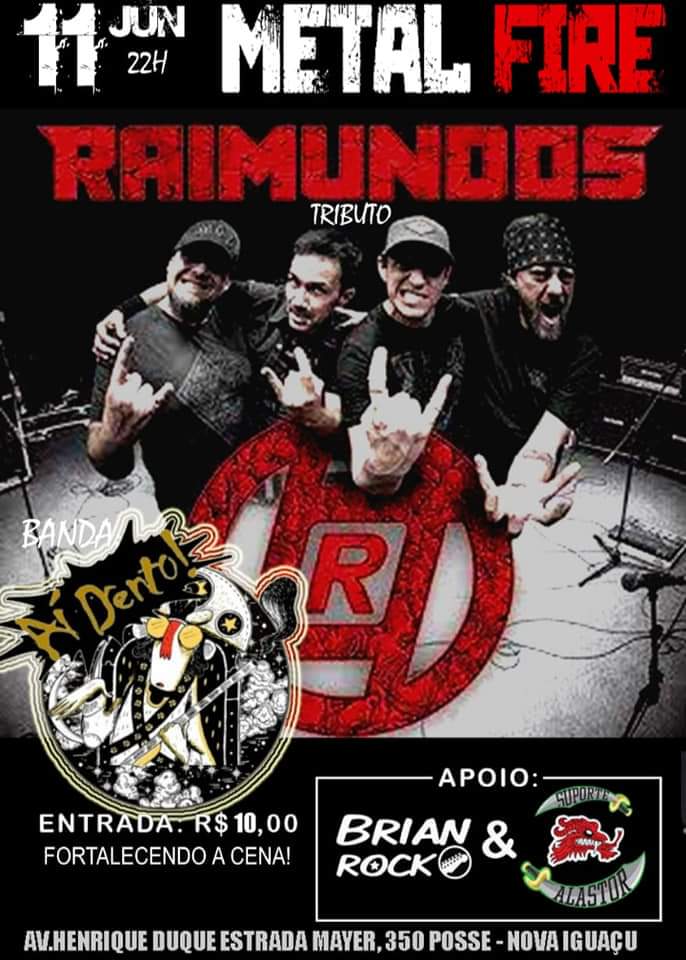 11 JUN
22H
METAL FIRE
RAIMUNDOS
TRIBUTO
R
BANDA
Aí Dento!
ENTRADA: R$ 10,00
FORTALECENDO A CENA!
APOIO:
BRIAN
ROCK
&
SUPORTE
ALASTOR
AV.HENRIQUE DUQUE ESTRADA MAYER, 350 POSSE - NOVA IGUAÇU